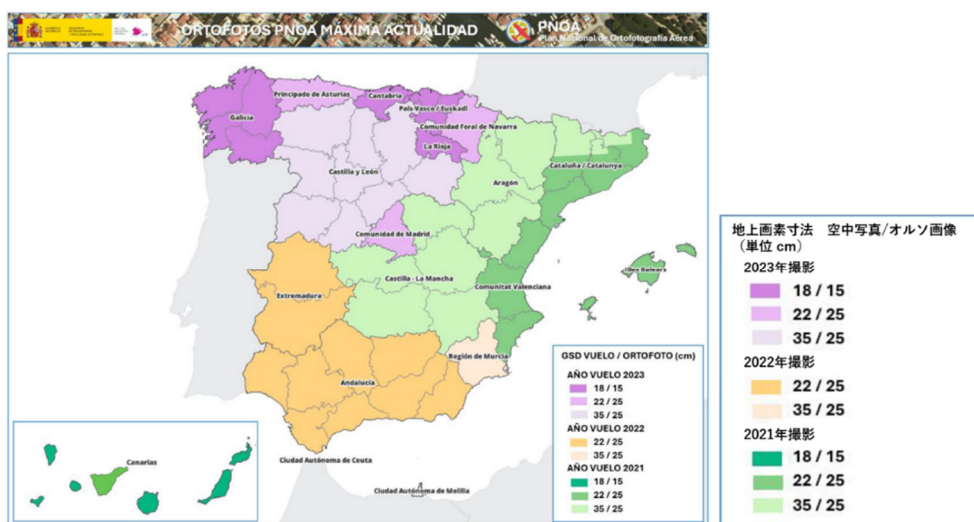 ORTOFOTOS PNOA MÁXIMA ACTUALIDAD
PNOA
Plan Nacional de Ortofotografía Aérea
Principado de Asturias
Cantabria
País Vasco / Euskadi
Galicia
Comunidad Foral de Navarra
La Rioja
Castilla y León
Cataluña / Catalunya
Aragón
Comunidad de Madrid
Illes Balears
Castilla - La Mancha
Comunitat Valenciana
Extremadura
Región de Murcia
Andalucía
Canarias
Ciudad Autónoma de Ceuta
Ciudad Autónoma de Melilla
GSD VUELO / ORTOFOTO (cm)
AÑO VUELO 2023
18 / 15
22 / 25
35 / 25
AÑO VUELO 2022
22 / 25
35 / 25
AÑO VUELO 2021
18 / 15
22 / 25
35 / 25
地上画素寸法 空中写真/オルソ画像
（単位 cm）
2023年撮影
18 / 15
22 / 25
35 / 25
2022年撮影
22 / 25
35 / 25
2021年撮影
18 / 15
22 / 25
35 / 25